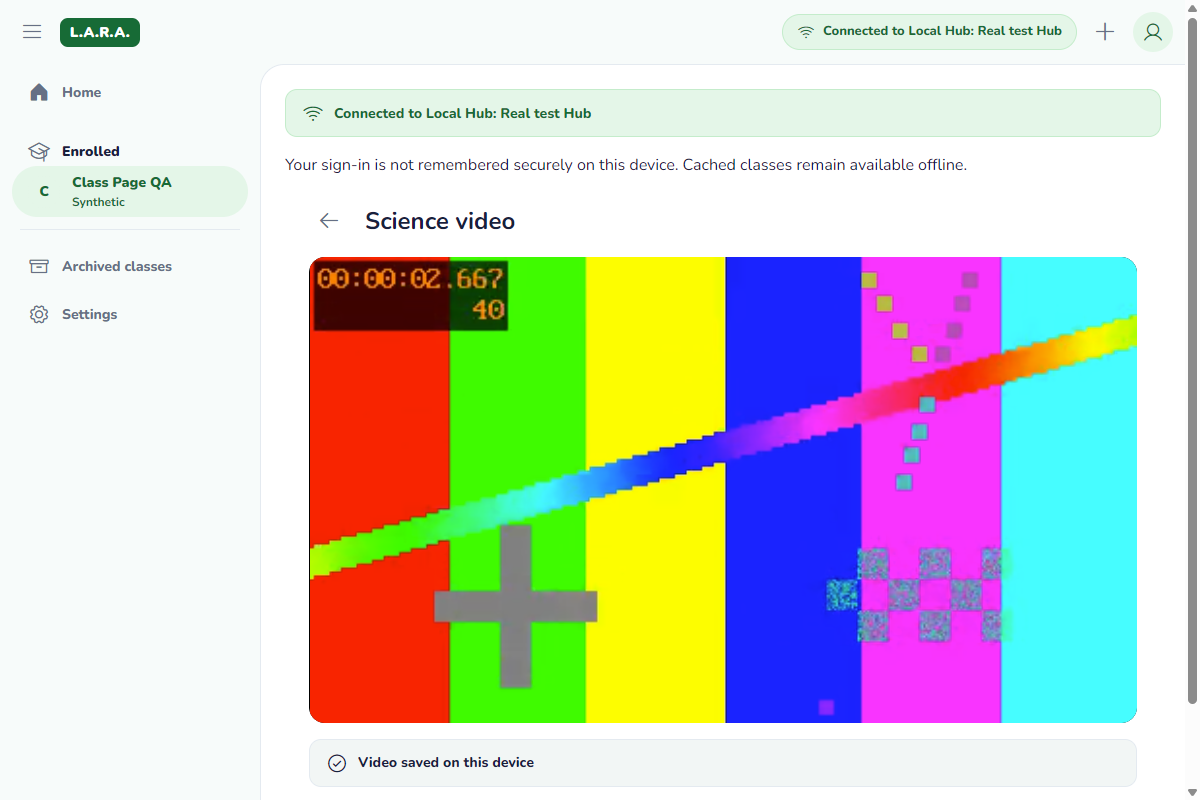 L.A.R.A.
Connected to Local Hub: Real test Hub
Home
Enrolled
C
Class Page QA
Synthetic
Archived classes
Settings
Connected to Local Hub: Real test Hub
Your sign-in is not remembered securely on this device. Cached classes remain available offline.
Science video
00:00:02.667
40
Video saved on this device